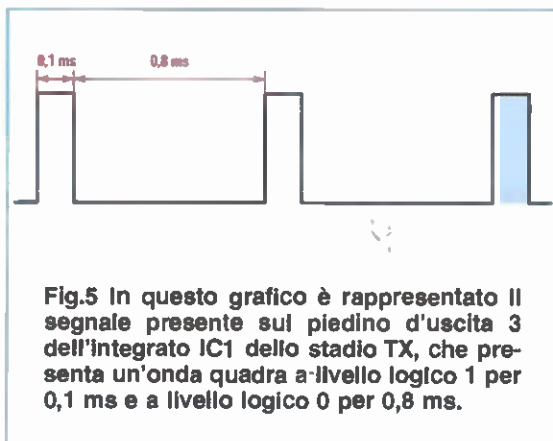 0,1 ms 0,8 ms
Fig.5 In questo grafico è rappresentato il
segnale presente sul piedino d'uscita 3
dell'integrato IC1 dello stadio TX, che pre-
senta un'onda quadra a livello logico 1 per
0,1 ms e a livello logico 0 per 0,8 ms.